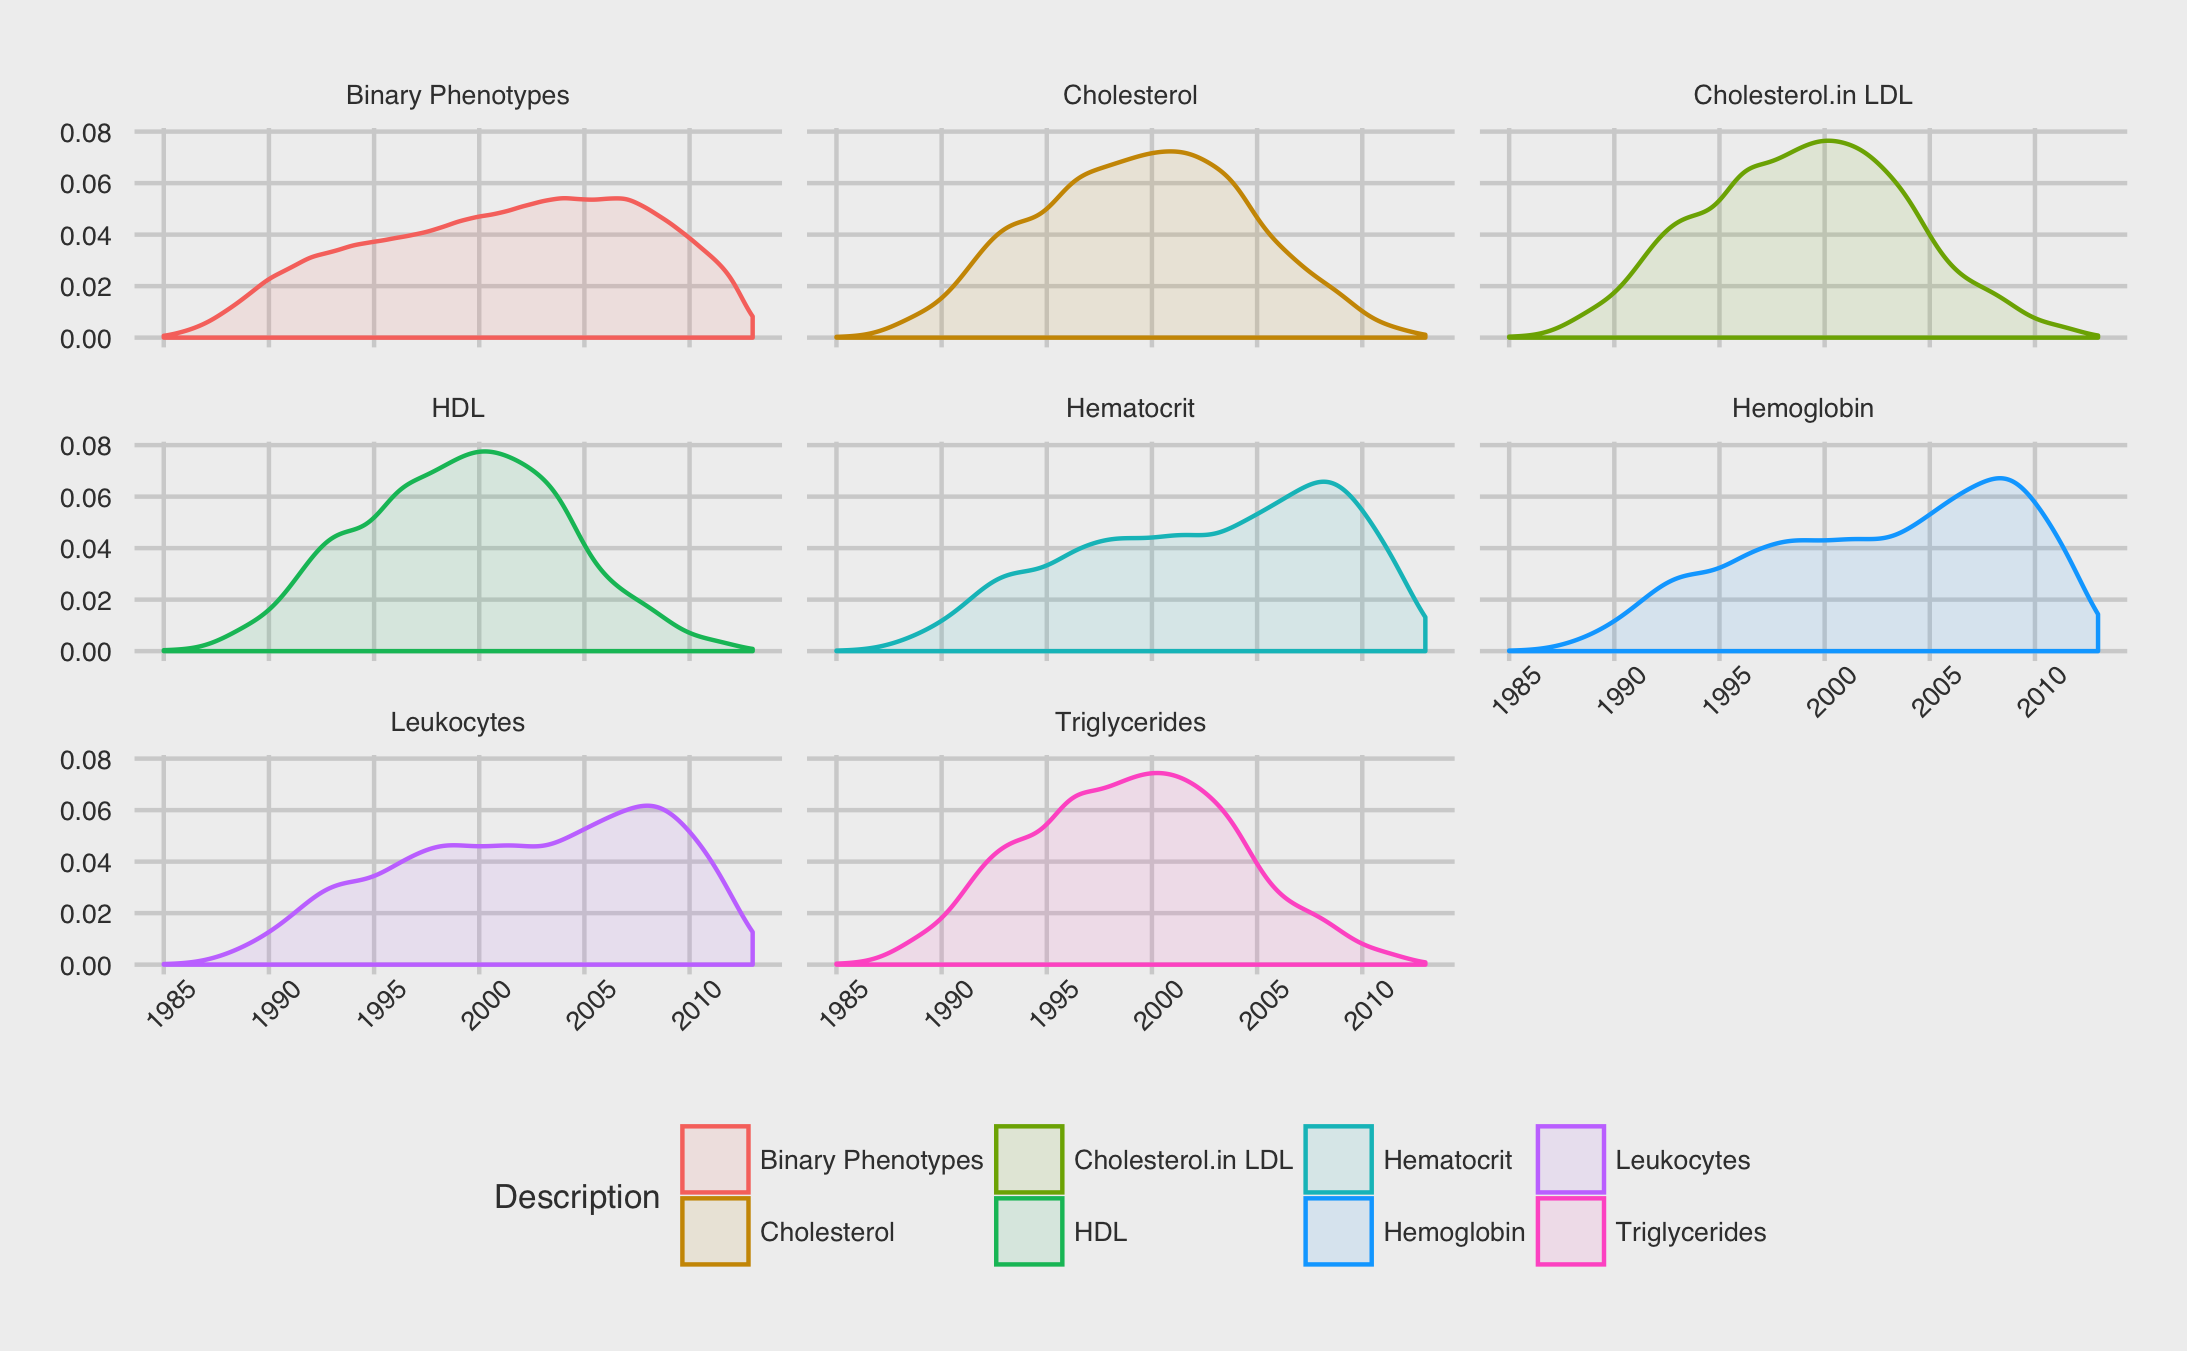 Binary Phenotypes
Cholesterol
Cholesterol.in LDL
0.08
0.06
0.04
0.02
0.00
HDL
Hematocrit
Hemoglobin
0.08
0.06
0.04
0.02
0.00
1985 1990 1995 2000 2005 2010
Leukocytes
Triglycerides
0.08
0.06
0.04
0.02
0.00
1985 1990 1995 2000 2005 2010
1985 1990 1995 2000 2005 2010
Description
Binary Phenotypes
Cholesterol.in LDL
Hematocrit
Leukocytes
Cholesterol
HDL
Hemoglobin
Triglycerides